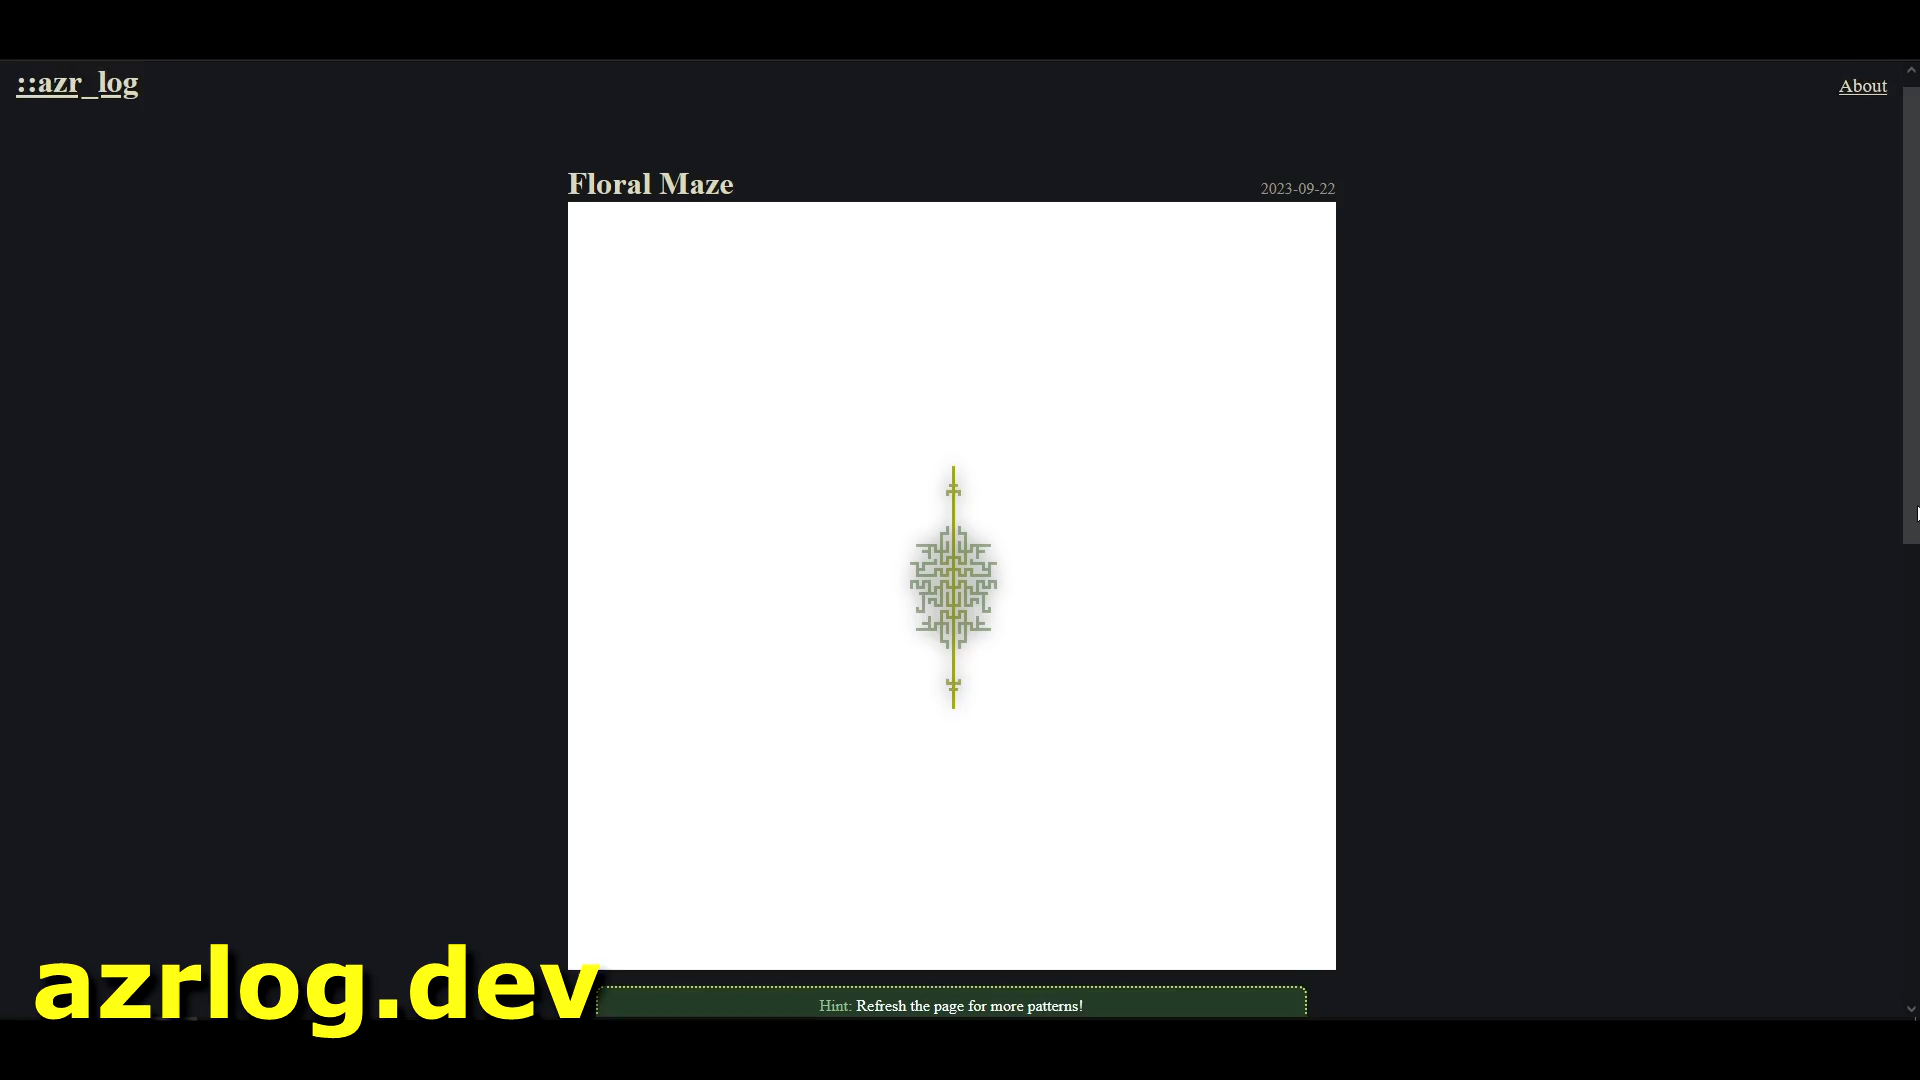 ::azr_log
About
Floral Maze
2023-09-22
azrlog.dev
Hint: Refresh the page for more patterns!